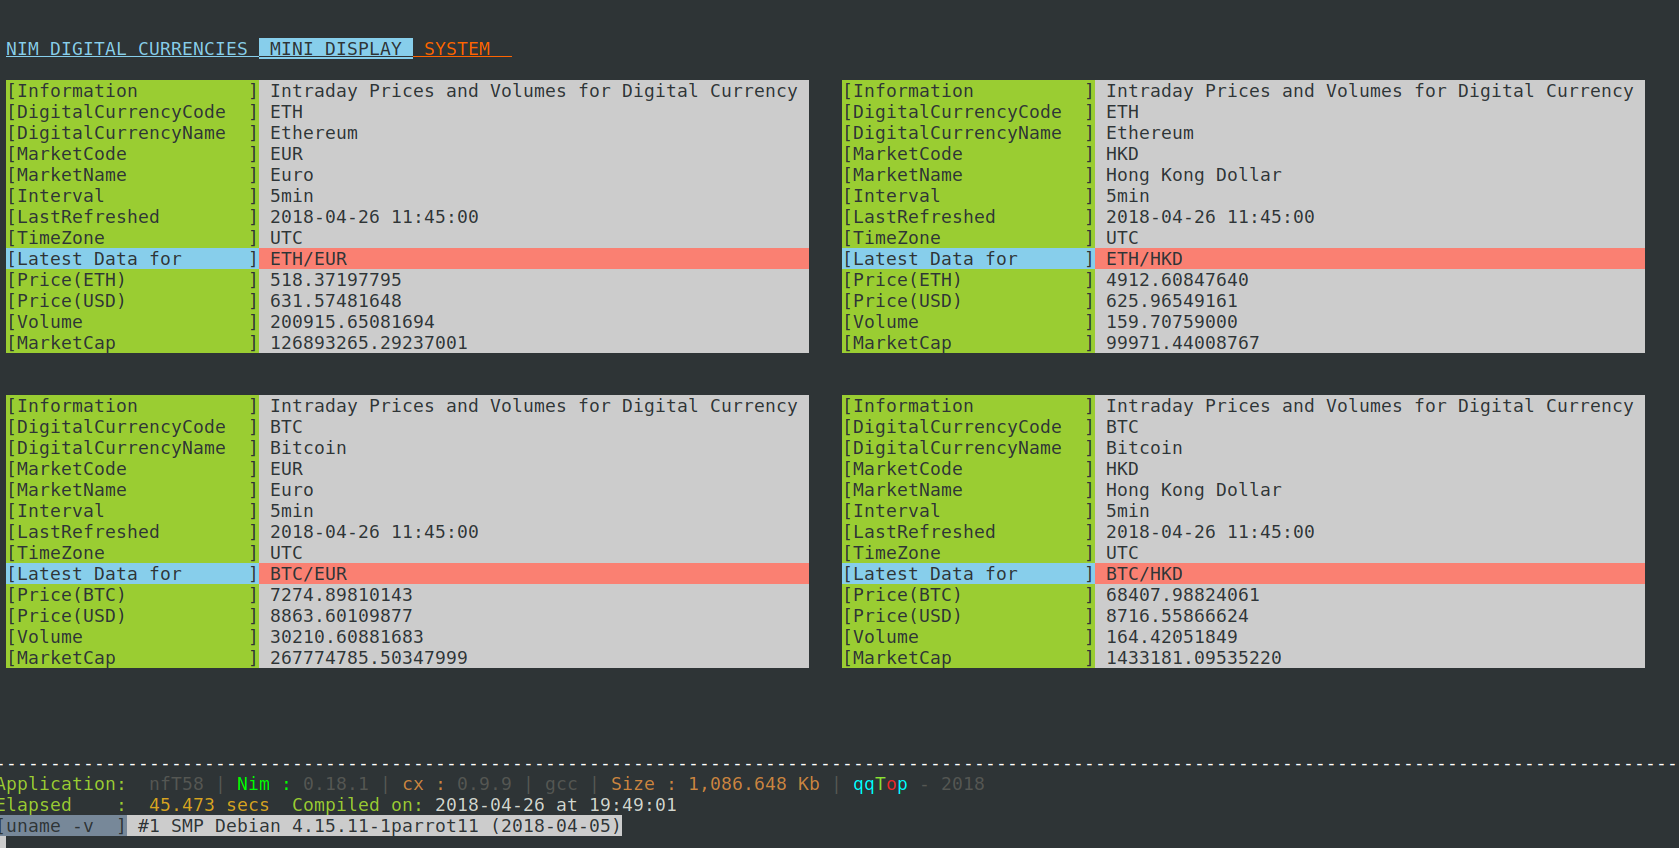 NIM DIGITAL CURRENCIES MINI DISPLAY SYSTEM
[Information ] Intraday Prices and Volumes for Digital Currency
[DigitalCurrencyCode ] ETH
[DigitalCurrencyName ] Ethereum
[MarketCode ] EUR
[MarketName ] Euro
[Interval ] 5min
[LastRefreshed ] 2018-04-26 11:45:00
[TimeZone ] UTC
[Latest Data for ] ETH/EUR
[Price(ETH) ] 518.37197795
[Price(USD) ] 631.57481648
[Volume ] 200915.65081694
[MarketCap ] 126893265.29237001
[Information ] Intraday Prices and Volumes for Digital Currency
[DigitalCurrencyCode ] ETH
[DigitalCurrencyName ] Ethereum
[MarketCode ] HKD
[MarketName ] Hong Kong Dollar
[Interval ] 5min
[LastRefreshed ] 2018-04-26 11:45:00
[TimeZone ] UTC
[Latest Data for ] ETH/HKD
[Price(ETH) ] 4912.60847640
[Price(USD) ] 625.96549161
[Volume ] 159.70759000
[MarketCap ] 99971.44008767
[Information ] Intraday Prices and Volumes for Digital Currency
[DigitalCurrencyCode ] BTC
[DigitalCurrencyName ] Bitcoin
[MarketCode ] EUR
[MarketName ] Euro
[Interval ] 5min
[LastRefreshed ] 2018-04-26 11:45:00
[TimeZone ] UTC
[Latest Data for ] BTC/EUR
[Price(BTC) ] 7274.89810143
[Price(USD) ] 8863.60109877
[Volume ] 30210.60881683
[MarketCap ] 267774785.50347999
[Information ] Intraday Prices and Volumes for Digital Currency
[DigitalCurrencyCode ] BTC
[DigitalCurrencyName ] Bitcoin
[MarketCode ] HKD
[MarketName ] Hong Kong Dollar
[Interval ] 5min
[LastRefreshed ] 2018-04-26 11:45:00
[TimeZone ] UTC
[Latest Data for ] BTC/HKD
[Price(BTC) ] 68407.98824061
[Price(USD) ] 8716.55866624
[Volume ] 164.42051849
[MarketCap ] 1433181.09535220
Application: nfT58 | Nim : 0.18.1 | cx : 0.9.9 | gcc | Size : 1,086.648 Kb | qqTop - 2018
Elapsed : 45.473 secs Compiled on: 2018-04-26 at 19:49:01
[uname -v ] #1 SMP Debian 4.15.11-1parrot11 (2018-04-05)